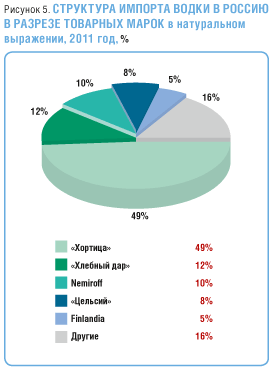 Рисунок 5. СТРУКТУРА ИМПОРТА ВОДКИ В РОССИЮ
В РАЗРЕЗЕ ТОВАРНЫХ МАРОК в натуральном
выражении, 2011 год, %
8%
5%
10%
16%
12%
49%
«Хортица» 49%
«Хлебный дар» 12%
Nemiroff 10%
«Цельсий» 8%
Finlandia 5%
Другие 16%